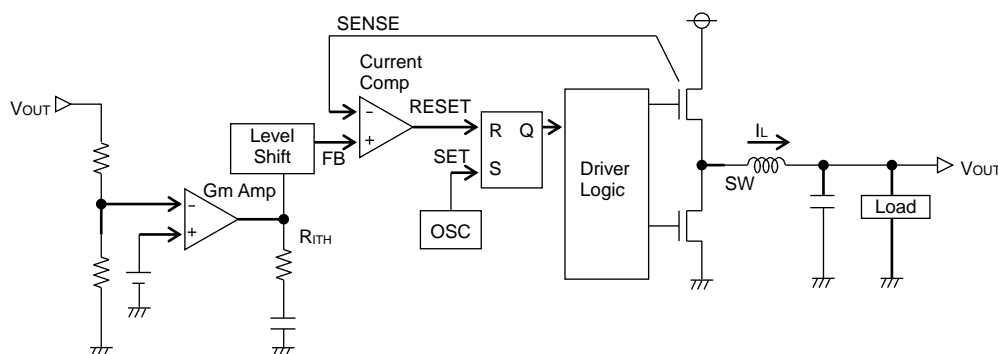 SENSE
Current
Comp
VOUT
RESET
R Q
IL
Level
Shift
FB
SET
S
Driver
Logic
VOUT
SW
Gm Amp
Load
OSC
RITH
-
+
-
+